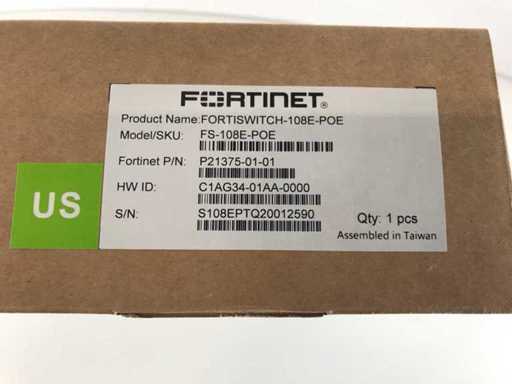 FORTINET®
Product Name:FORTISWITCH-108E-POE
Model/SKU: FS-108E-POE
Fortinet P/N: P21375-01-01
HW ID: C1AG34-01AA-0000
S/N: S108EPTQ20012590
US
Qty: 1 pcs
Assembled in Taiwan